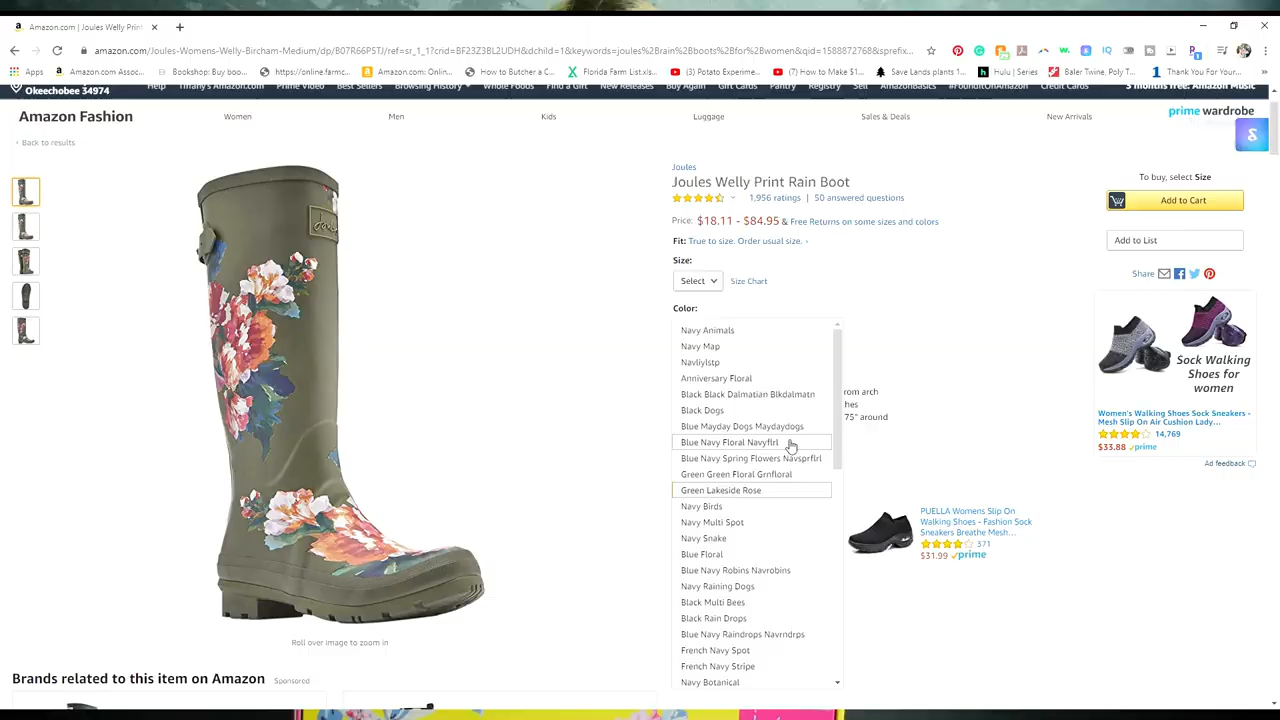 Amazon.com | Joules Welly Print
amazon.com/Joules-Womens-Welly-Bircham-Medium/dp/B07R66P5TJ/ref=sr_1_1?crid=BF23Z3BL2UDH&dchild=1&keywords=joules%2Brain%2Bboots%2Bfor%2Bwomen&qid=1588872768&sprefix...
Apps Amazon.com Assoc... Bookshop: Buy boo... https://online.farmc... Amazon.com: Onlin... How to Butcher a C... Florida Farm List.xls... (3) Potato Experime... (7) How to Make $1... Save Lands plants 1... Hulu | Series Baler Twine, Poly T... Thank You For Your...
Okeechobee 34974 Help Tiffany's Amazon.com Prime Video Best Sellers Browsing History Whole Foods Find a Gift New Releases Buy Again Gift Cards Pantry Registry Sell AmazonBasics #FoundItOnAmazon Credit Cards 3 months free: Amazon Music
Amazon Fashion Women Men Kids Luggage Sales & Deals New Arrivals prime wardrobe
‹ Back to results
Joules
Joules Welly Print Rain Boot
1,956 ratings | 50 answered questions
Price: $18.11 - $84.95 & Free Returns on some sizes and colors
Fit: True to size. Order usual size.
Size:
Select Size Chart
Color:
Navy Animals
Navy Map
Navliylstp
Anniversary Floral
Black Black Dalmatian Blkdalmatn
Black Dogs
Blue Mayday Dogs Maydaydogs
Blue Navy Floral Navyflrl
Blue Navy Spring Flowers Navsprflrl
Green Green Floral Grnfloral
Green Lakeside Rose
Navy Birds
Navy Multi Spot
Navy Snake
Blue Floral
Blue Navy Robins Navrobins
Navy Raining Dogs
Black Multi Bees
Black Rain Drops
Blue Navy Raindrops Navrndrps
French Navy Spot
French Navy Stripe
Navy Botanical
rom arch
hes
75" around
PUELLA Womens Slip On
Walking Shoes - Fashion Sock
Sneakers Breathe Mesh...
371
$31.99 prime
To buy, select Size
Add to Cart
Add to List
Share
Sock Walking
Shoes for
women
Women's Walking Shoes Sock Sneakers -
Mesh Slip On Air Cushion Lady...
14,769
$33.88 prime
Ad feedback
Roll over image to zoom in
Brands related to this item on Amazon Sponsored